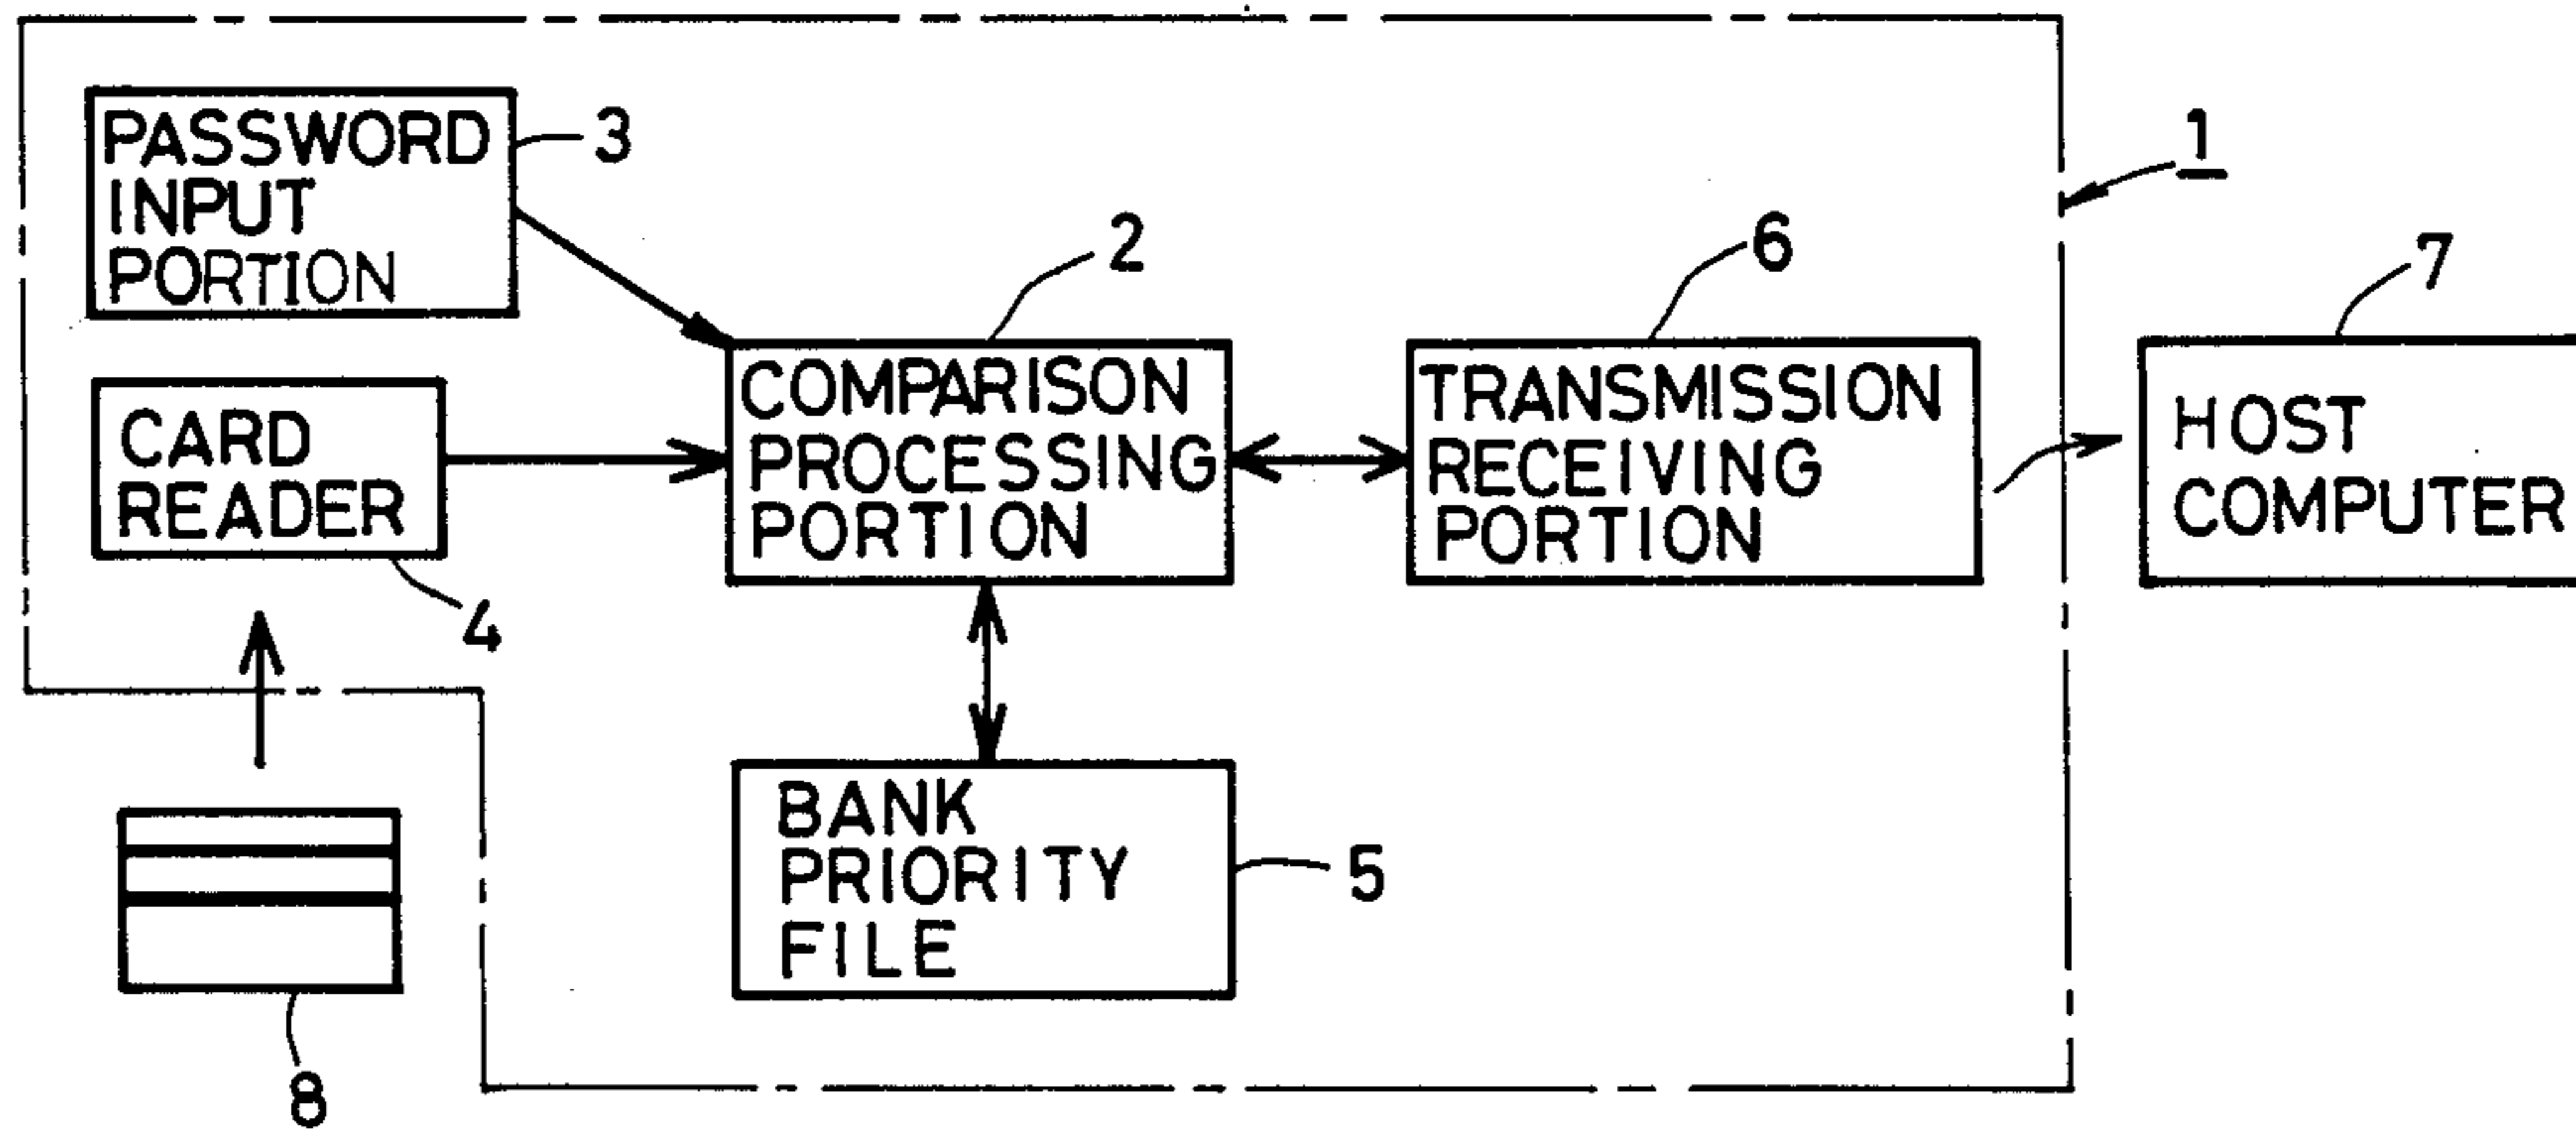 PASSWORD
INPUT
PORTION
3
1
2
6
7
CARD
READER
4
COMPARISON
PROCESSING
PORTION
TRANSMISSION
RECEIVING
PORTION
HOST
COMPUTER
BANK
PRIORITY
FILE
5
8